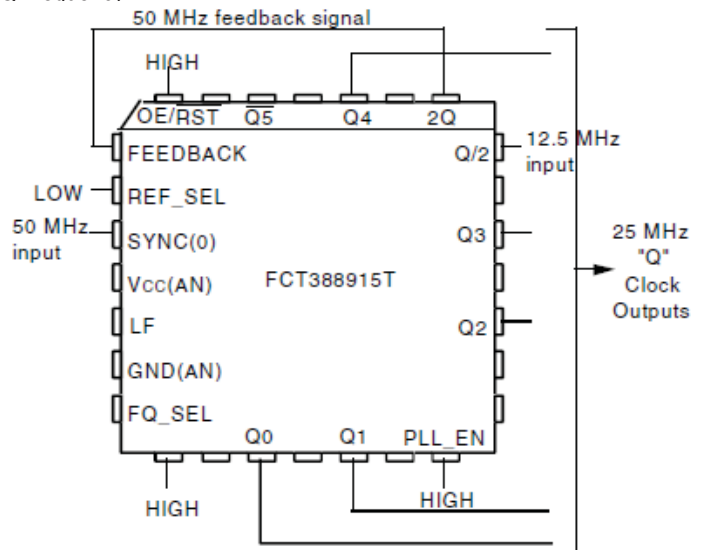 50 MHz feedback signal
HIGH
OE/RST Q5 Q4 2Q
FEEDBACK
Q/2
12.5 MHz
input
LOW
REF_SEL
50 MHz
input
SYNC(0)
Q3
25 MHz
"Q"
Clock
Outputs
VCC(AN)
FCT388915T
LF
Q2
GND(AN)
FQ_SEL
Q0 Q1 PLL_EN
HIGH
HIGH